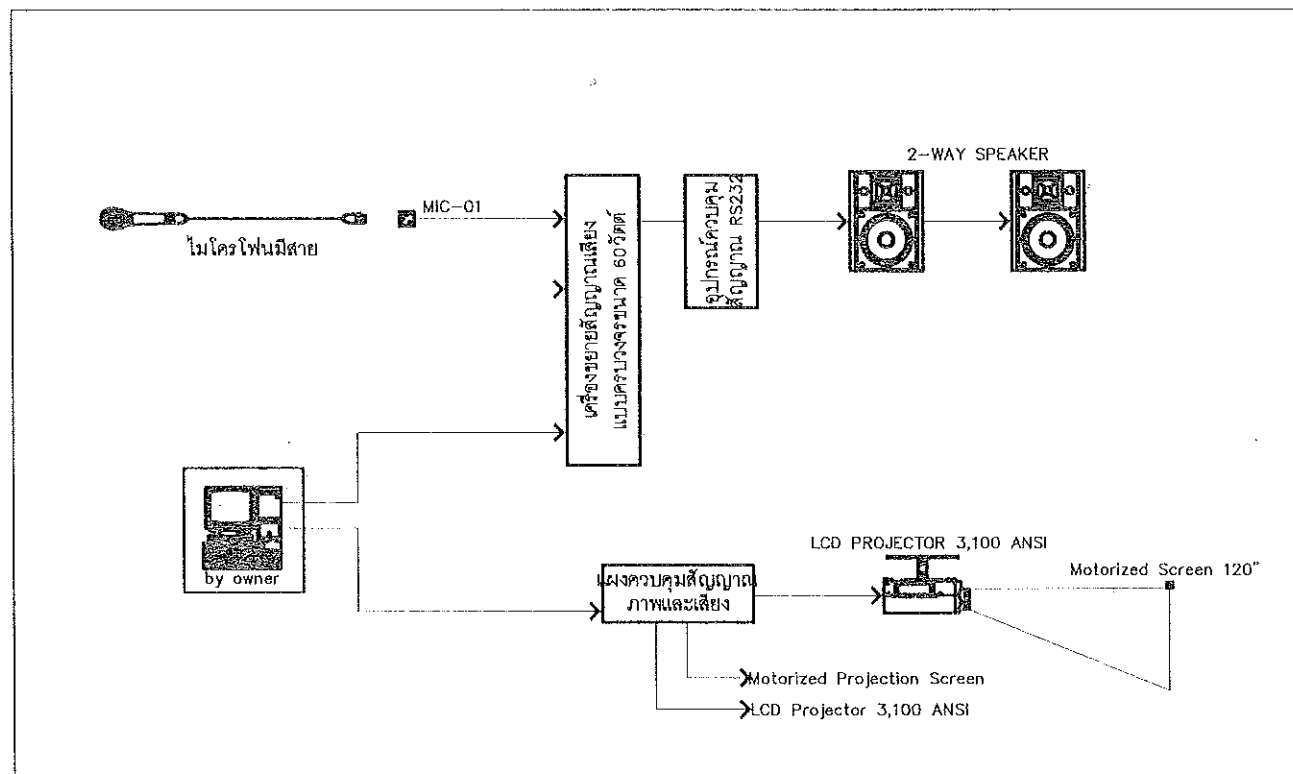 2-WAY SPEAKER
MIC-01
ไมโครโฟนมีสาย
เครื่องขยายสัญญาณเสียง
แบบครบวงจรขนาด 60วัตต์
อุปกรณ์ควบคุม
สัญญาณ RS232
by owner
LCD PROJECTOR 3,100 ANSI
Motorized Screen 120"
แผงควบคุมสัญญาณ
ภาพและเสียง
Motorized Projection Screen
LCD Projector 3,100 ANSI